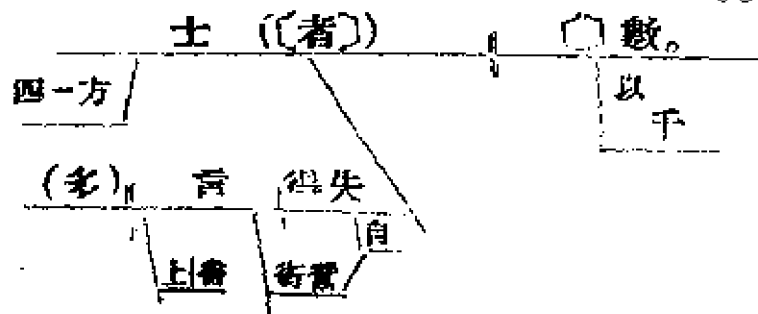 士 (〔者〕) 〔〕數。
四一方 以
千
(多) 言 得失
自
上書 衒鬻